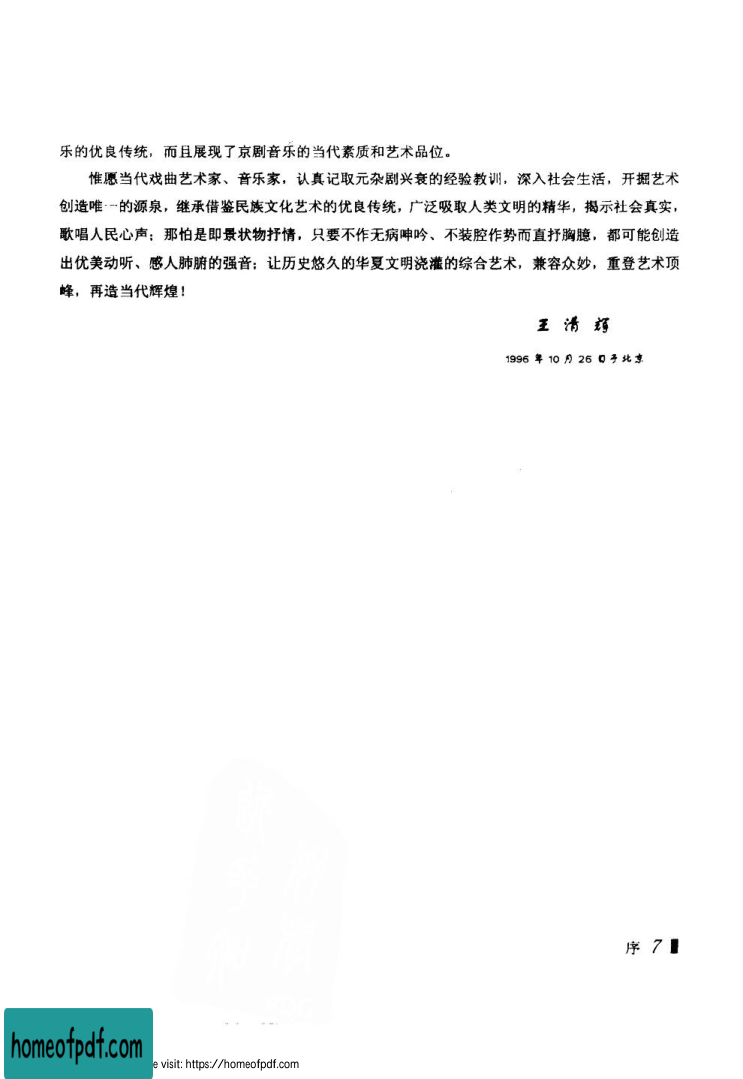 乐的优良传统，而且展现了京剧音乐的当代素质和艺术品位。
惟愿当代戏曲艺术家、音乐家，认真记取元杂剧兴衰的经验教训，深入社会生活，开掘艺术
创造唯一的源泉，继承借鉴民族文化艺术的优良传统，广泛吸取人类文明的精华，揭示社会真实，
歌唱人民心声；那怕是即景状物抒情，只要不作无病呻吟、不装腔作势而直抒胸臆，都可能创造
出优美动听、感人肺腑的强音；让历史悠久的华夏文明浇灌的综合艺术，兼容众妙，重登艺术顶
峰，再造当代辉煌！
王清辉
1996 年 10 月 26 日于北京
序 7
homeofpdf.com
e visit: https://homeofpdf.com